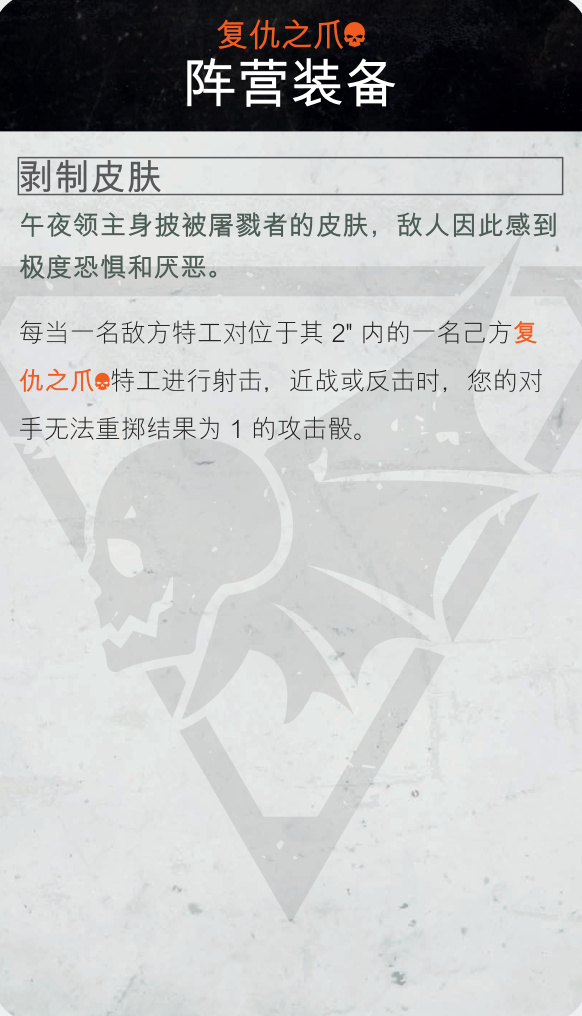 复仇之爪
阵营装备
剥制皮肤
午夜领主身披被屠戮者的皮肤，敌人因此感到
极度恐惧和厌恶。
每当一名敌方特工对位于其 2" 内的一名己方复
仇之爪特工进行射击，近战或反击时，您的对
手无法重掷结果为 1 的攻击骰。